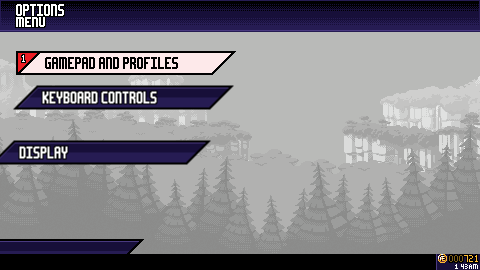 OPTIONS
MENU
1
GAMEPAD AND PROFILES
KEYBOARD CONTROLS
DISPLAY
000721
1:43AM